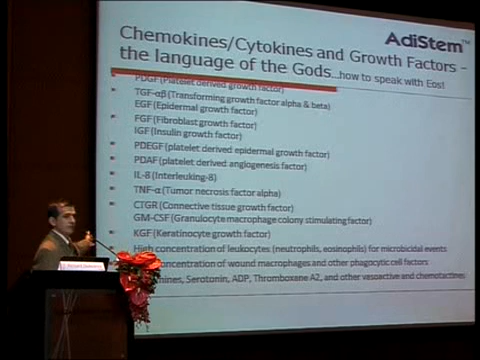 AdiStem™
Chemokines/Cytokines and Growth Factors –
the language of the Gods...how to speak with Eos!
PDGF (Platelet derived growth factor)
TGF-αβ (Transforming growth factor alpha & beta)
EGF (Epidermal growth factor)
FGF (Fibroblast growth factor)
IGF (Insulin growth factor)
PDEGF (platelet derived epidermal growth factor)
PDAF (platelet derived angiogenesis factor)
IL-8 (Interleuking-8)
TNF-α (Tumor necrosis factor alpha)
CTGR (Connective tissue growth factor)
GM-CSF (Granulocyte macrophage colony stimulating factor)
KGF (Keratinocyte growth factor)
High concentration of leukocytes (neutrophils, eosinophils) for microbicidal events
concentration of wound macrophages and other phagocytic cell factors
Serotonin, ADP, Thromboxane A2, and other vasoactive and chemotactines